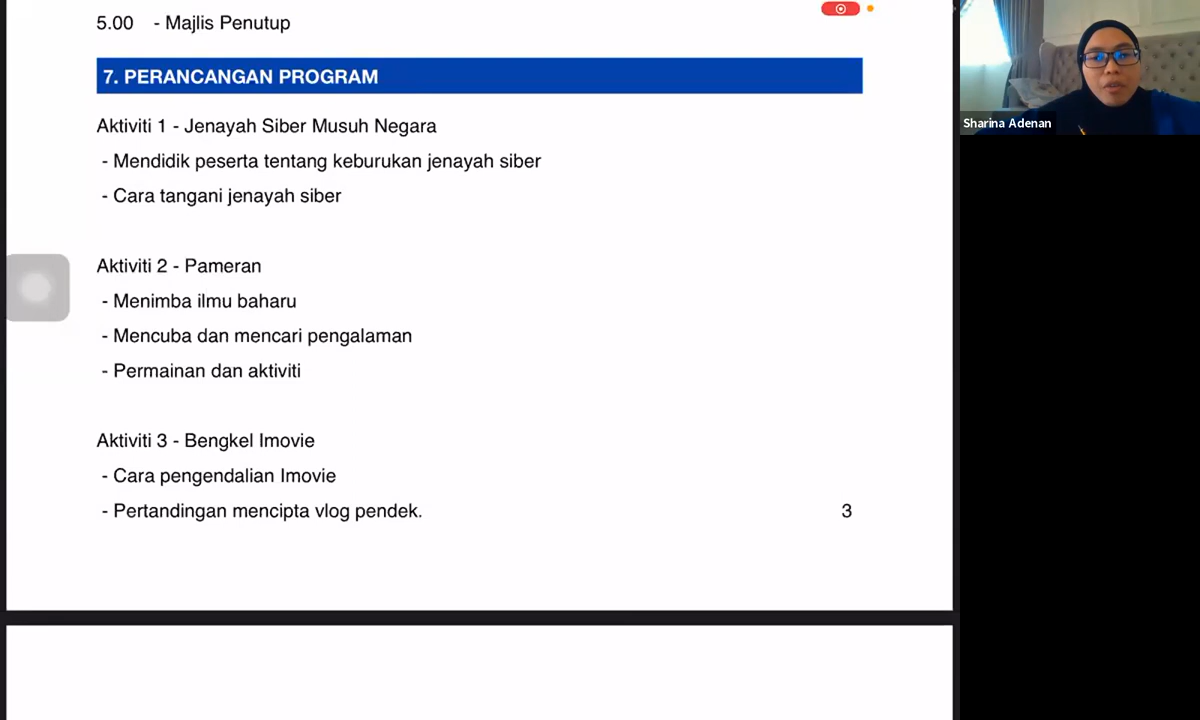 5.00 - Majlis Penutup
7. PERANCANGAN PROGRAM
Aktiviti 1 - Jenayah Siber Musuh Negara
- Mendidik peserta tentang keburukan jenayah siber
- Cara tangani jenayah siber
Aktiviti 2 - Pameran
- Menimba ilmu baharu
- Mencuba dan mencari pengalaman
- Permainan dan aktiviti
Aktiviti 3 - Bengkel Imovie
- Cara pengendalian Imovie
- Pertandingan mencipta vlog pendek.
3
Sharina Adenan